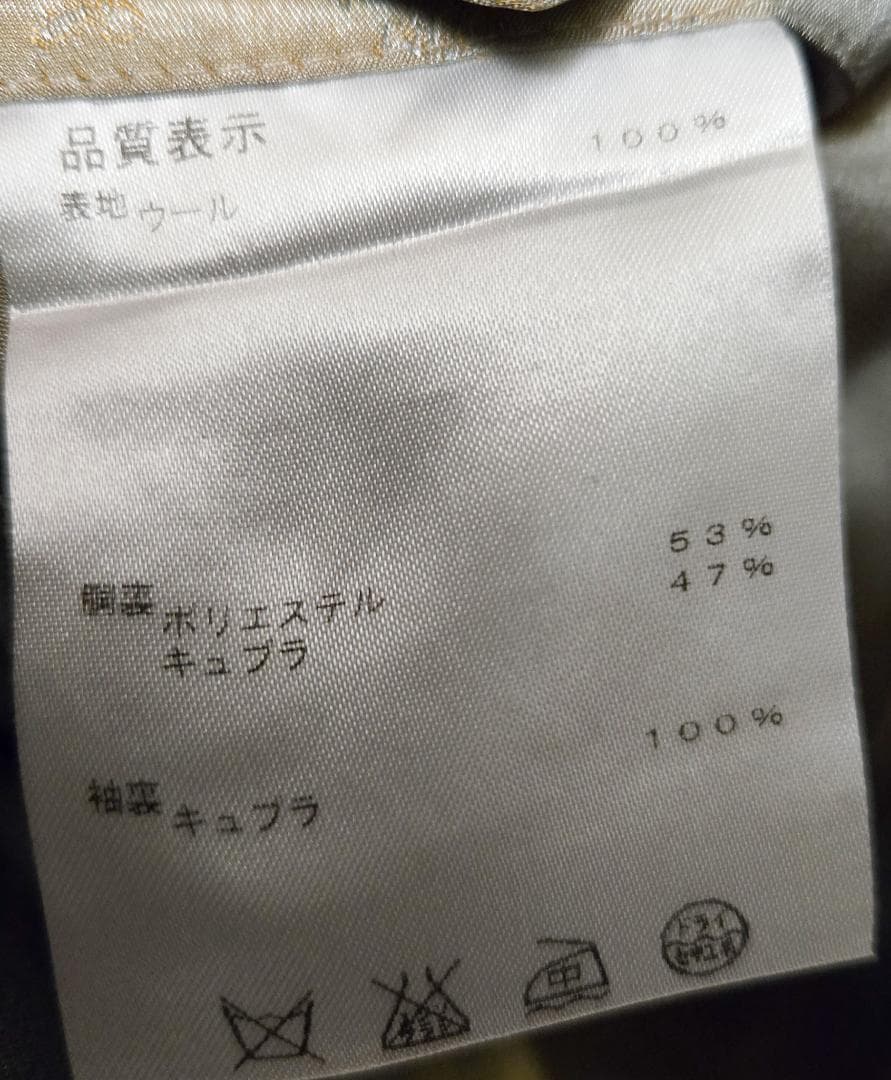 品質表示
表地 ウール 100%
胴裏 ポリエステル 53%
キュプラ 47%
袖裏 キュプラ 100%
中
ドライ